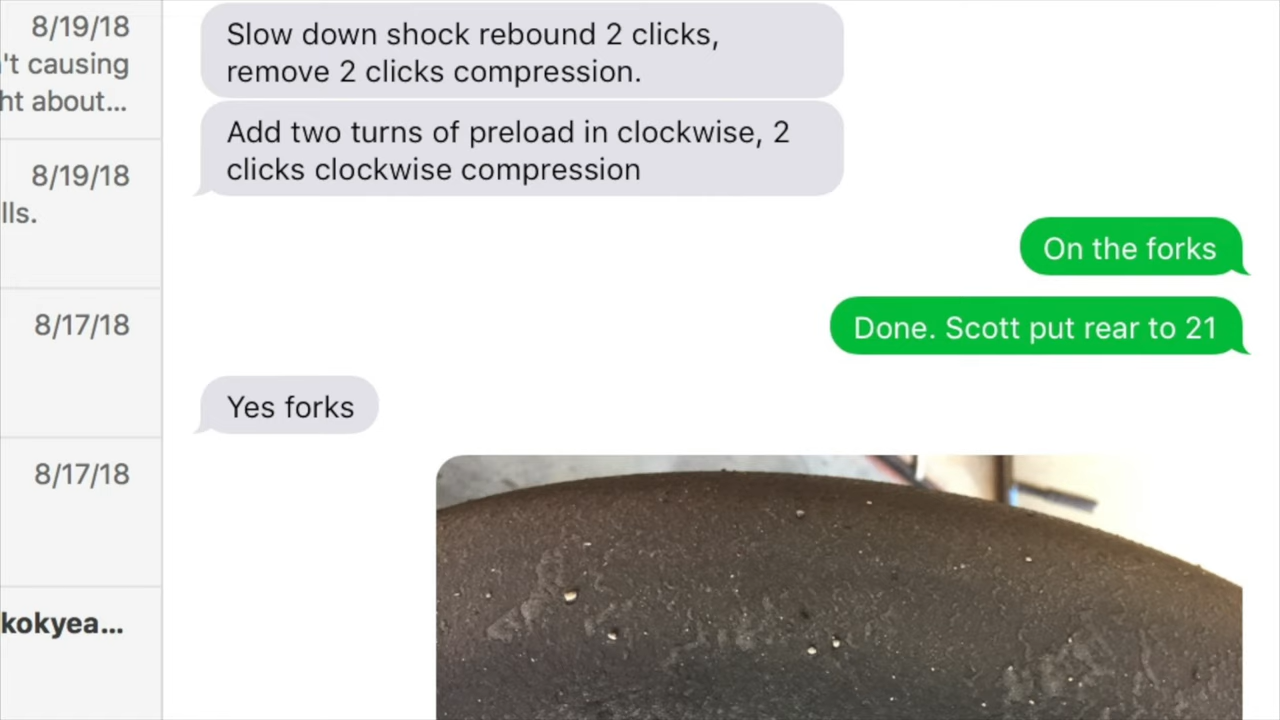 8/19/18
't causing
ht about...
8/19/18
lls.
8/17/18
8/17/18
kokyea...
Slow down shock rebound 2 clicks,
remove 2 clicks compression.
Add two turns of preload in clockwise, 2
clicks clockwise compression
On the forks
Done. Scott put rear to 21
Yes forks